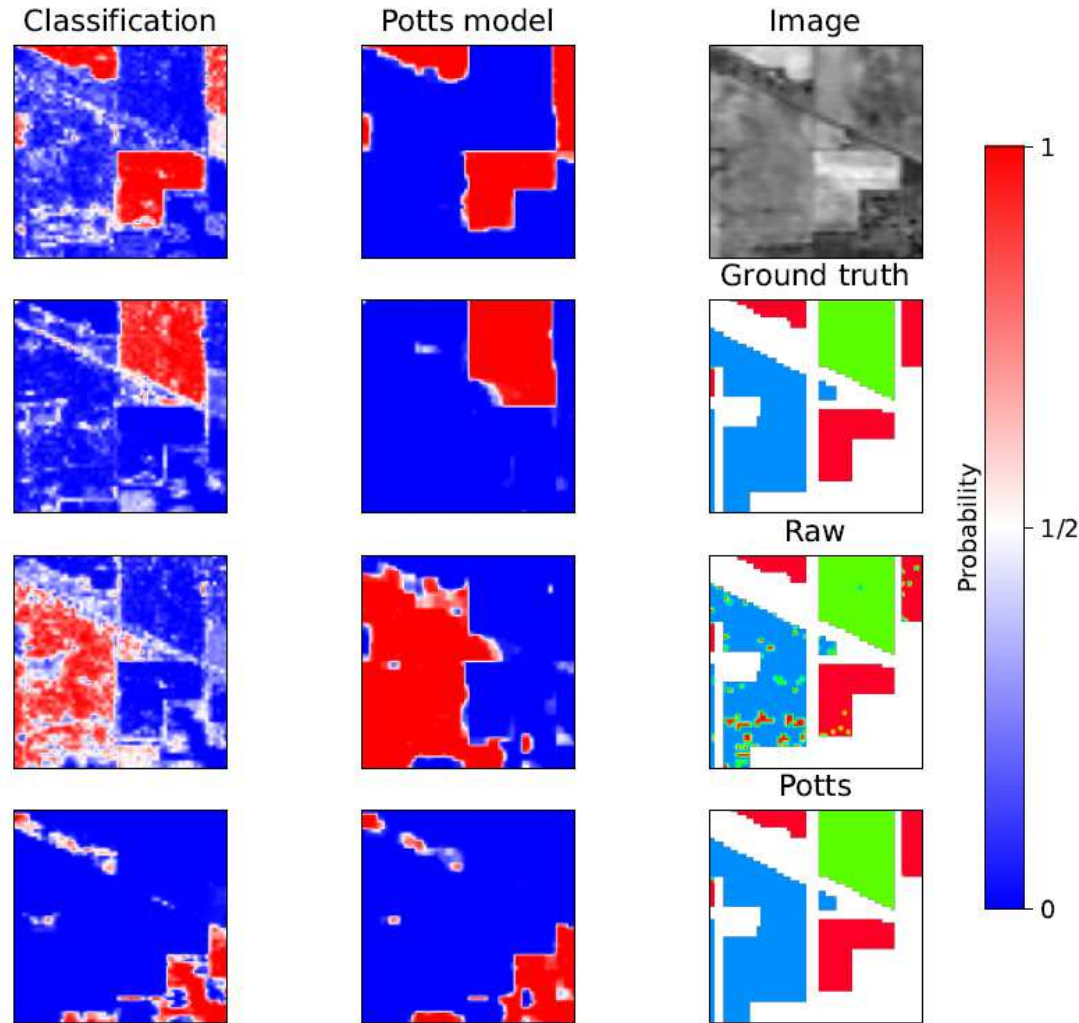 Classification
Potts model
Image
Ground truth
Raw
Potts
1
1/2
0
Probability